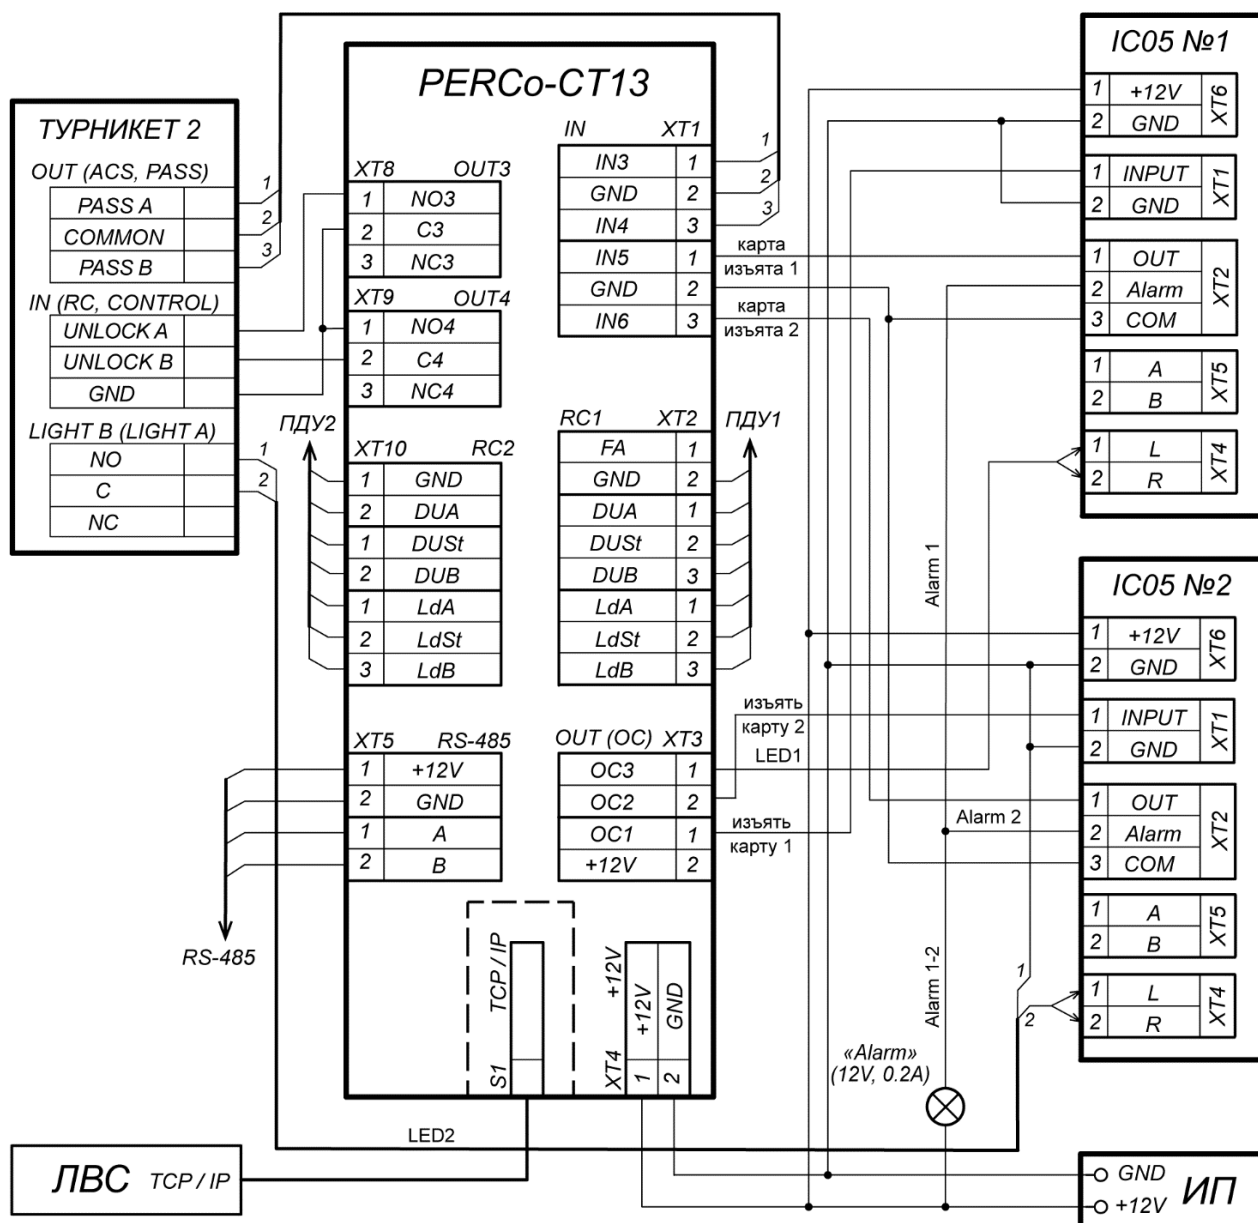 PERCo-CT13
ТУРНИКЕТ 2
OUT (ACS, PASS)
PASS A
COMMON
PASS B
1
2
3
IN (RC, CONTROL)
UNLOCK A
UNLOCK B
GND
LIGHT B (LIGHT A)
NO
C
NC
1
2
XT8 OUT3
1 NO3
2 C3
3 NC3
XT9 OUT4
1 NO4
2 C4
3 NC4
ПДУ2
XT10 RC2
1 GND
2 DUA
1 DUSt
2 DUB
1 LdA
2 LdSt
3 LdB
XT5 RS-485
1 +12V
2 GND
1 A
2 B
RS-485
IN XT1
IN3 1
GND 2
IN4 3
IN5 1
GND 2
IN6 3
1
2
3
карта
изъята 1
карта
изъята 2
RC1 XT2
ПДУ1
FA 1
GND 2
DUA 1
DUSt 2
DUB 3
LdA 1
LdSt 2
LdB 3
OUT (OC) XT3
OC3 1
OC2 2
OC1 1
+12V 2
изъять
карту 2
LED1
изъять
карту 1
S1 TCP / IP
XT4 +12V
1 +12V
2 GND
LED2
ЛВС TCP / IP
Alarm 1
Alarm 2
Alarm 1-2
«Alarm»
(12V, 0.2A)
IC05 №1
1 +12V
2 GND
XT6
1 INPUT
2 GND
XT1
1 OUT
2 Alarm
3 COM
XT2
1 A
2 B
XT5
1 L
2 R
XT4
IC05 №2
1 +12V
2 GND
XT6
1 INPUT
2 GND
XT1
1 OUT
2 Alarm
3 COM
XT2
1 A
2 B
XT5
1 L
2 R
XT4
1
2
GND
+12V
ИП